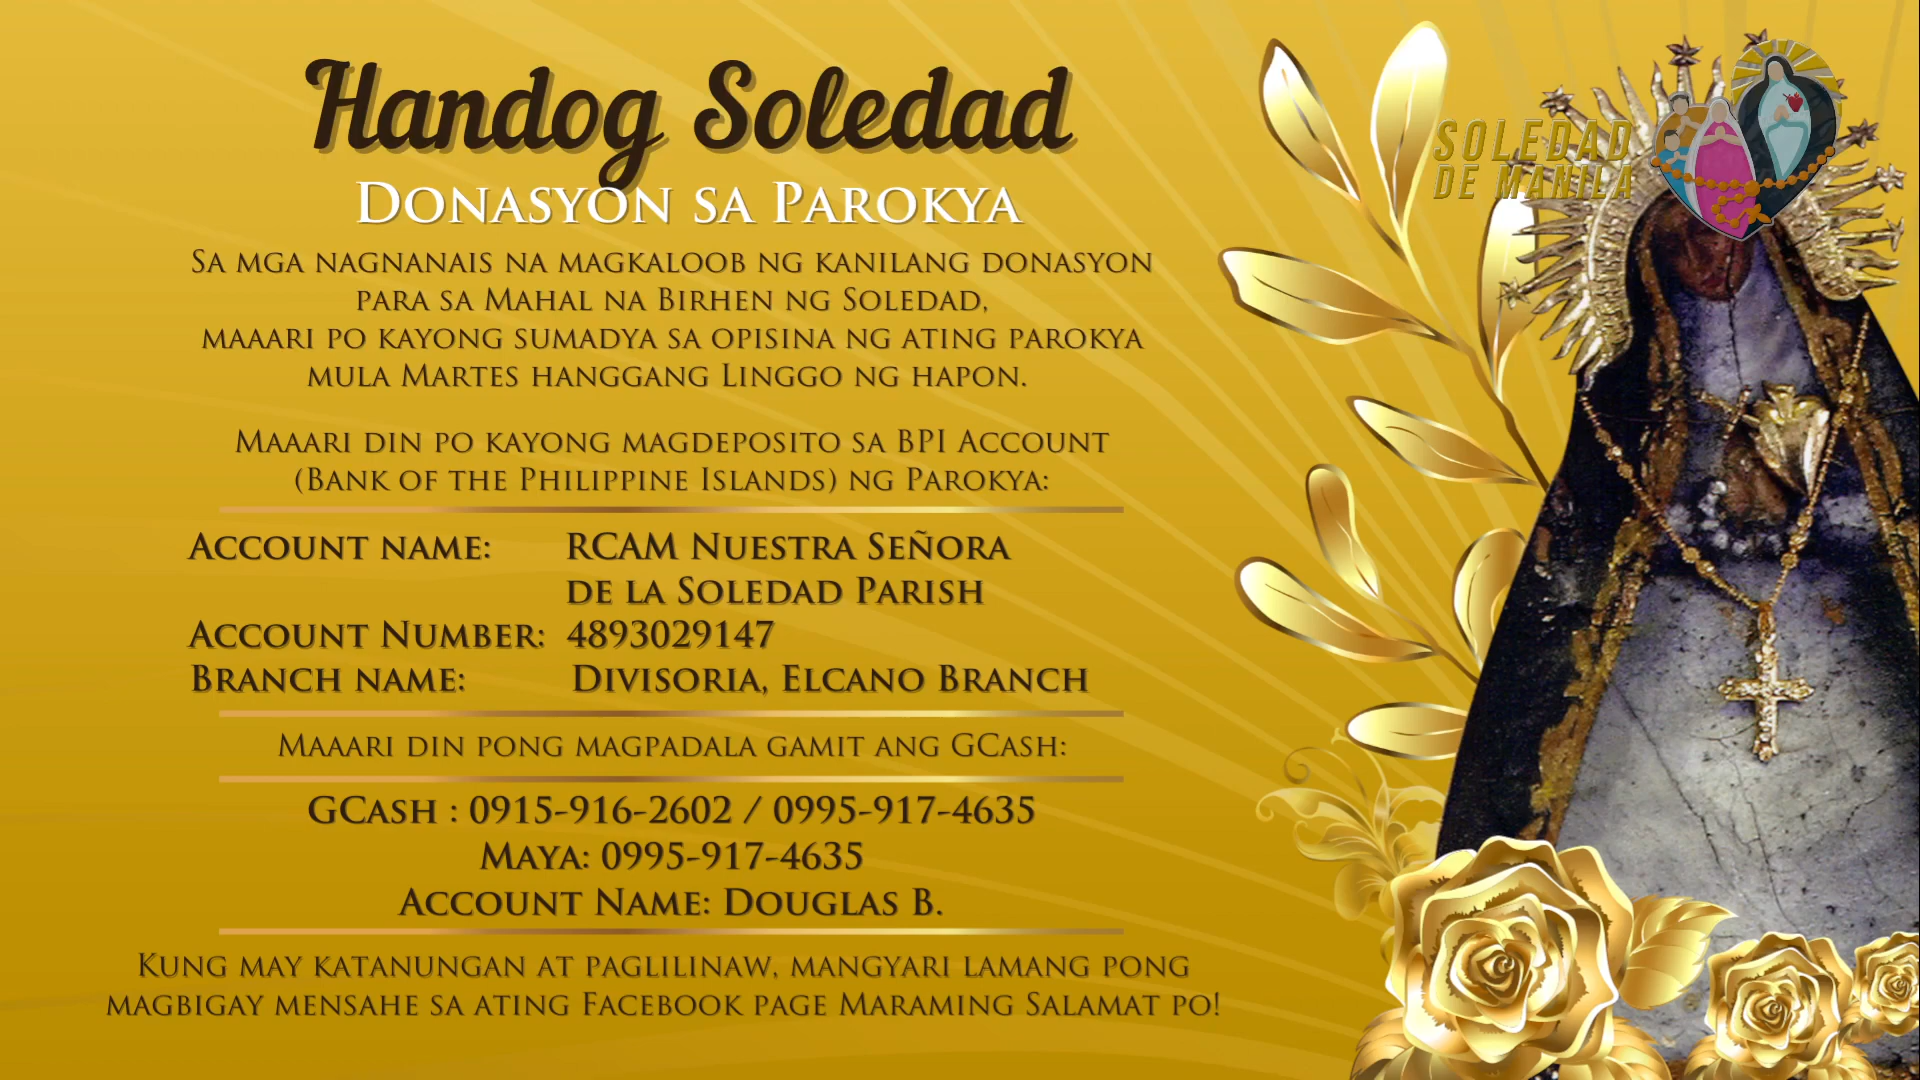 Handog Soledad
SOLEDAD
DE MANILA
Donasyon sa Parokya
Sa mga nagnanais na magkaloob ng kanilang donasyon
para sa Mahal na Birhen ng Soledad,
maaari po kayong sumadya sa opisina ng ating parokya
mula Martes hanggang Linggo ng hapon.
Maaari din po kayong magdeposito sa BPI Account
(Bank of the Philippine Islands) ng Parokya:
Account name: RCAM Nuestra Señora
de la Soledad Parish
Account Number: 4893029147
Branch name: Divisoria, Elcano Branch
Maaari din pong magpadala gamit ang GCash:
GCash : 0915-916-2602 / 0995-917-4635
Maya: 0995-917-4635
Account Name: Douglas B.
Kung may katanungan at paglilinaw, mangyari lamang pong
magbigay mensahe sa ating Facebook page Maraming Salamat po!